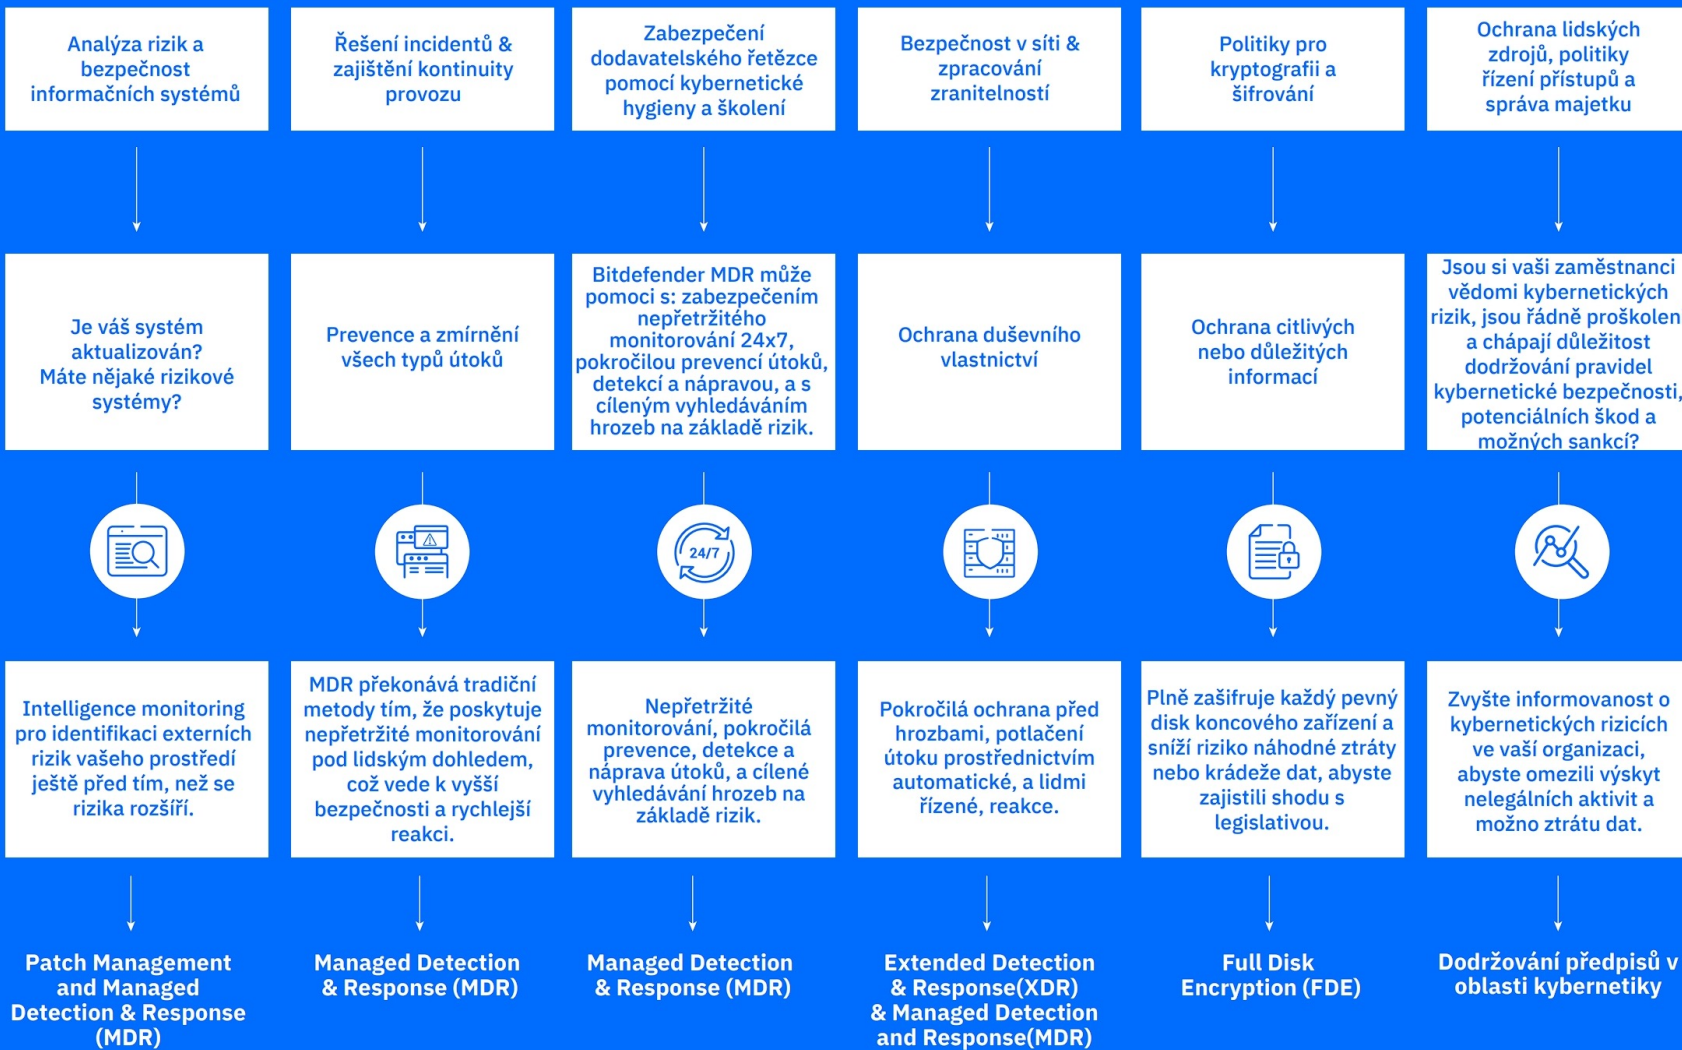 Analýza rizik a
bezpečnost
informačních systémů
Řešení incidentů &
zajištění kontinuity
provozu
Zabezpečení
dodavatelského řetězce
pomocí kybernetické
hygieny a školení
Bezpečnost v síti &
zpracování
zranitelností
Politiky pro
kryptografii a
šifrování
Ochrana lidských
zdrojů, politiky
řízení přístupů a
správa majetku
Je váš systém
aktualizován?
Máte nějaké rizikové
systémy?
Prevence a zmírnění
všech typů útoků
Bitdefender MDR může
pomoci s: zabezpečením
nepřetržitého
monitorování 24x7,
pokročilou prevencí útoků,
detekcí a nápravou, a s
cíleným vyhledáváním
hrozeb na základě rizik.
Ochrana duševního
vlastnictví
Ochrana citlivých
nebo důležitých
informací
Jsou si vaši zaměstnanci
vědomi kybernetických
rizik, jsou řádně proškolen
a chápají důležitost
dodržování pravidel
kybernetické bezpečnosti,
potenciálních škod a
možných sankcí?
24/7
Intelligence monitoring
pro identifikaci externích
rizik vašeho prostředí
ještě před tím, než se
rizika rozšíří.
MDR překonává tradiční
metody tím, že poskytuje
nepřetržité monitorování
pod lidským dohledem,
což vede k vyšší
bezpečnosti a rychlejší
reakci.
Nepřetržité
monitorování, pokročilá
prevence, detekce a
náprava útoků, a cílené
vyhledávání hrozeb na
základě rizik.
Pokročilá ochrana před
hrozbami, potlačení
útoku prostřednictvím
automatické, a lidmi
řízené, reakce.
Plně zašifruje každý pevný
disk koncového zařízení a
sníží riziko náhodné ztráty
nebo krádeže dat, abyste
zajistili shodu s
legislativou.
Zvyšte informovanost o
kybernetických rizicích
ve vaší organizaci,
abyste omezili výskyt
nelegálních aktivit a
možno ztrátu dat.
Patch Management
and Managed
Detection & Response
(MDR)
Managed Detection
& Response (MDR)
Managed Detection
& Response (MDR)
Extended Detection
& Response(XDR)
& Managed Detection
and Response(MDR)
Full Disk
Encryption (FDE)
Dodržování předpisů v
oblasti kybernetiky